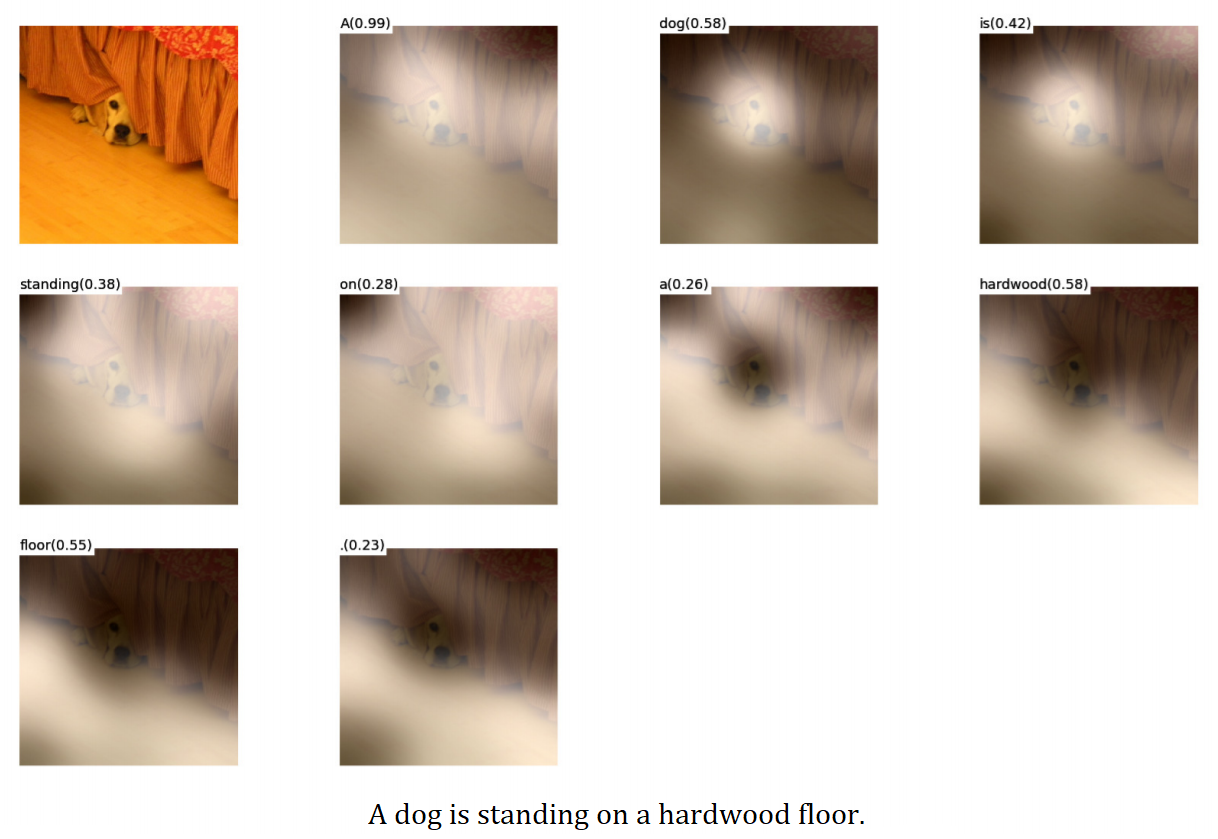 A(0.99) dog(0.58) is(0.42)
standing(0.38) on(0.28) a(0.26) hardwood(0.58)
floor(0.55) .(0.23)
A dog is standing on a hardwood floor.